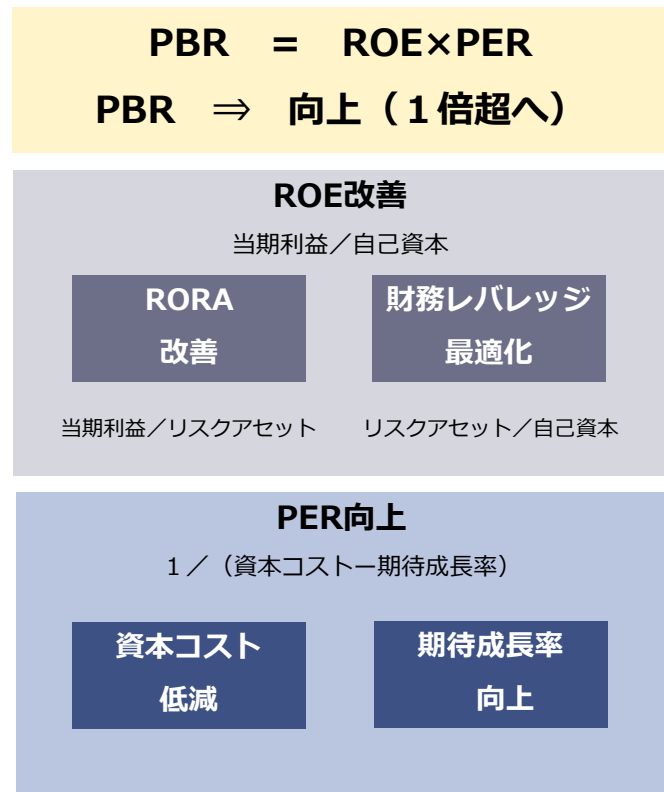 PBR = ROE×PER
PBR ⇒ 向上（１倍超へ）
ROE改善
当期利益／自己資本
RORA
改善
財務レバレッジ
最適化
当期利益／リスクアセット
リスクアセット／自己資本
PER向上
１／（資本コストー期待成長率）
資本コスト
低減
期待成長率
向上